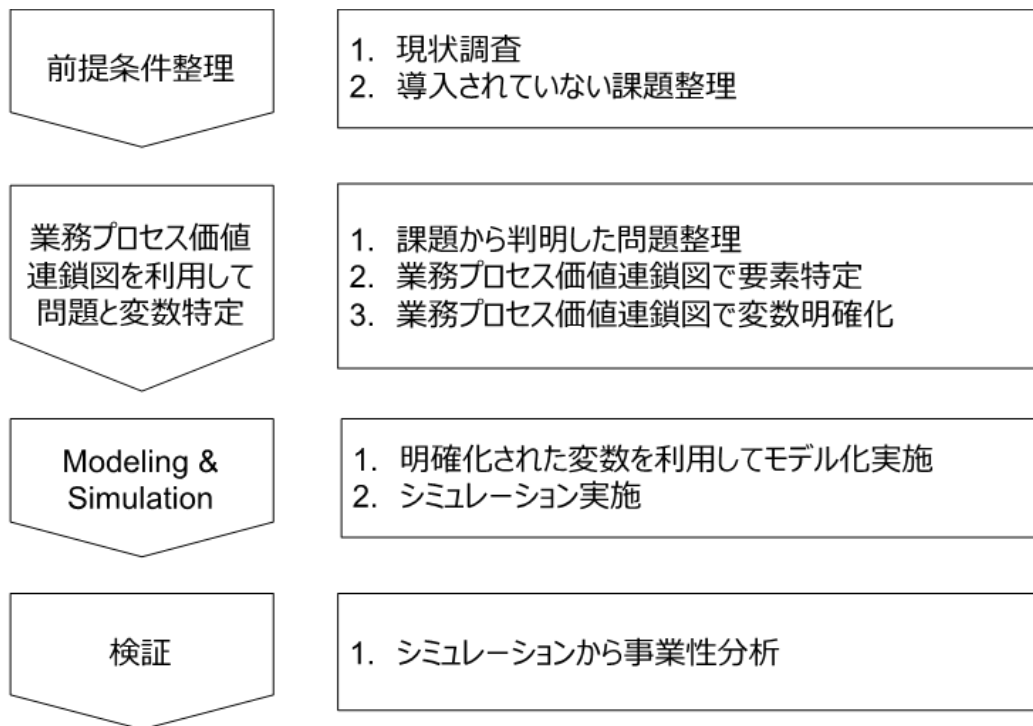 前提条件整理
1. 現状調査
2. 導入されていない課題整理
業務プロセス価値
連鎖図を利用して
問題と変数特定
1. 課題から判明した問題整理
2. 業務プロセス価値連鎖図で要素特定
3. 業務プロセス価値連鎖図で変数明確化
Modeling &
Simulation
1. 明確化された変数を利用してモデル化実施
2. シミュレーション実施
検証
1. シミュレーションから事業性分析